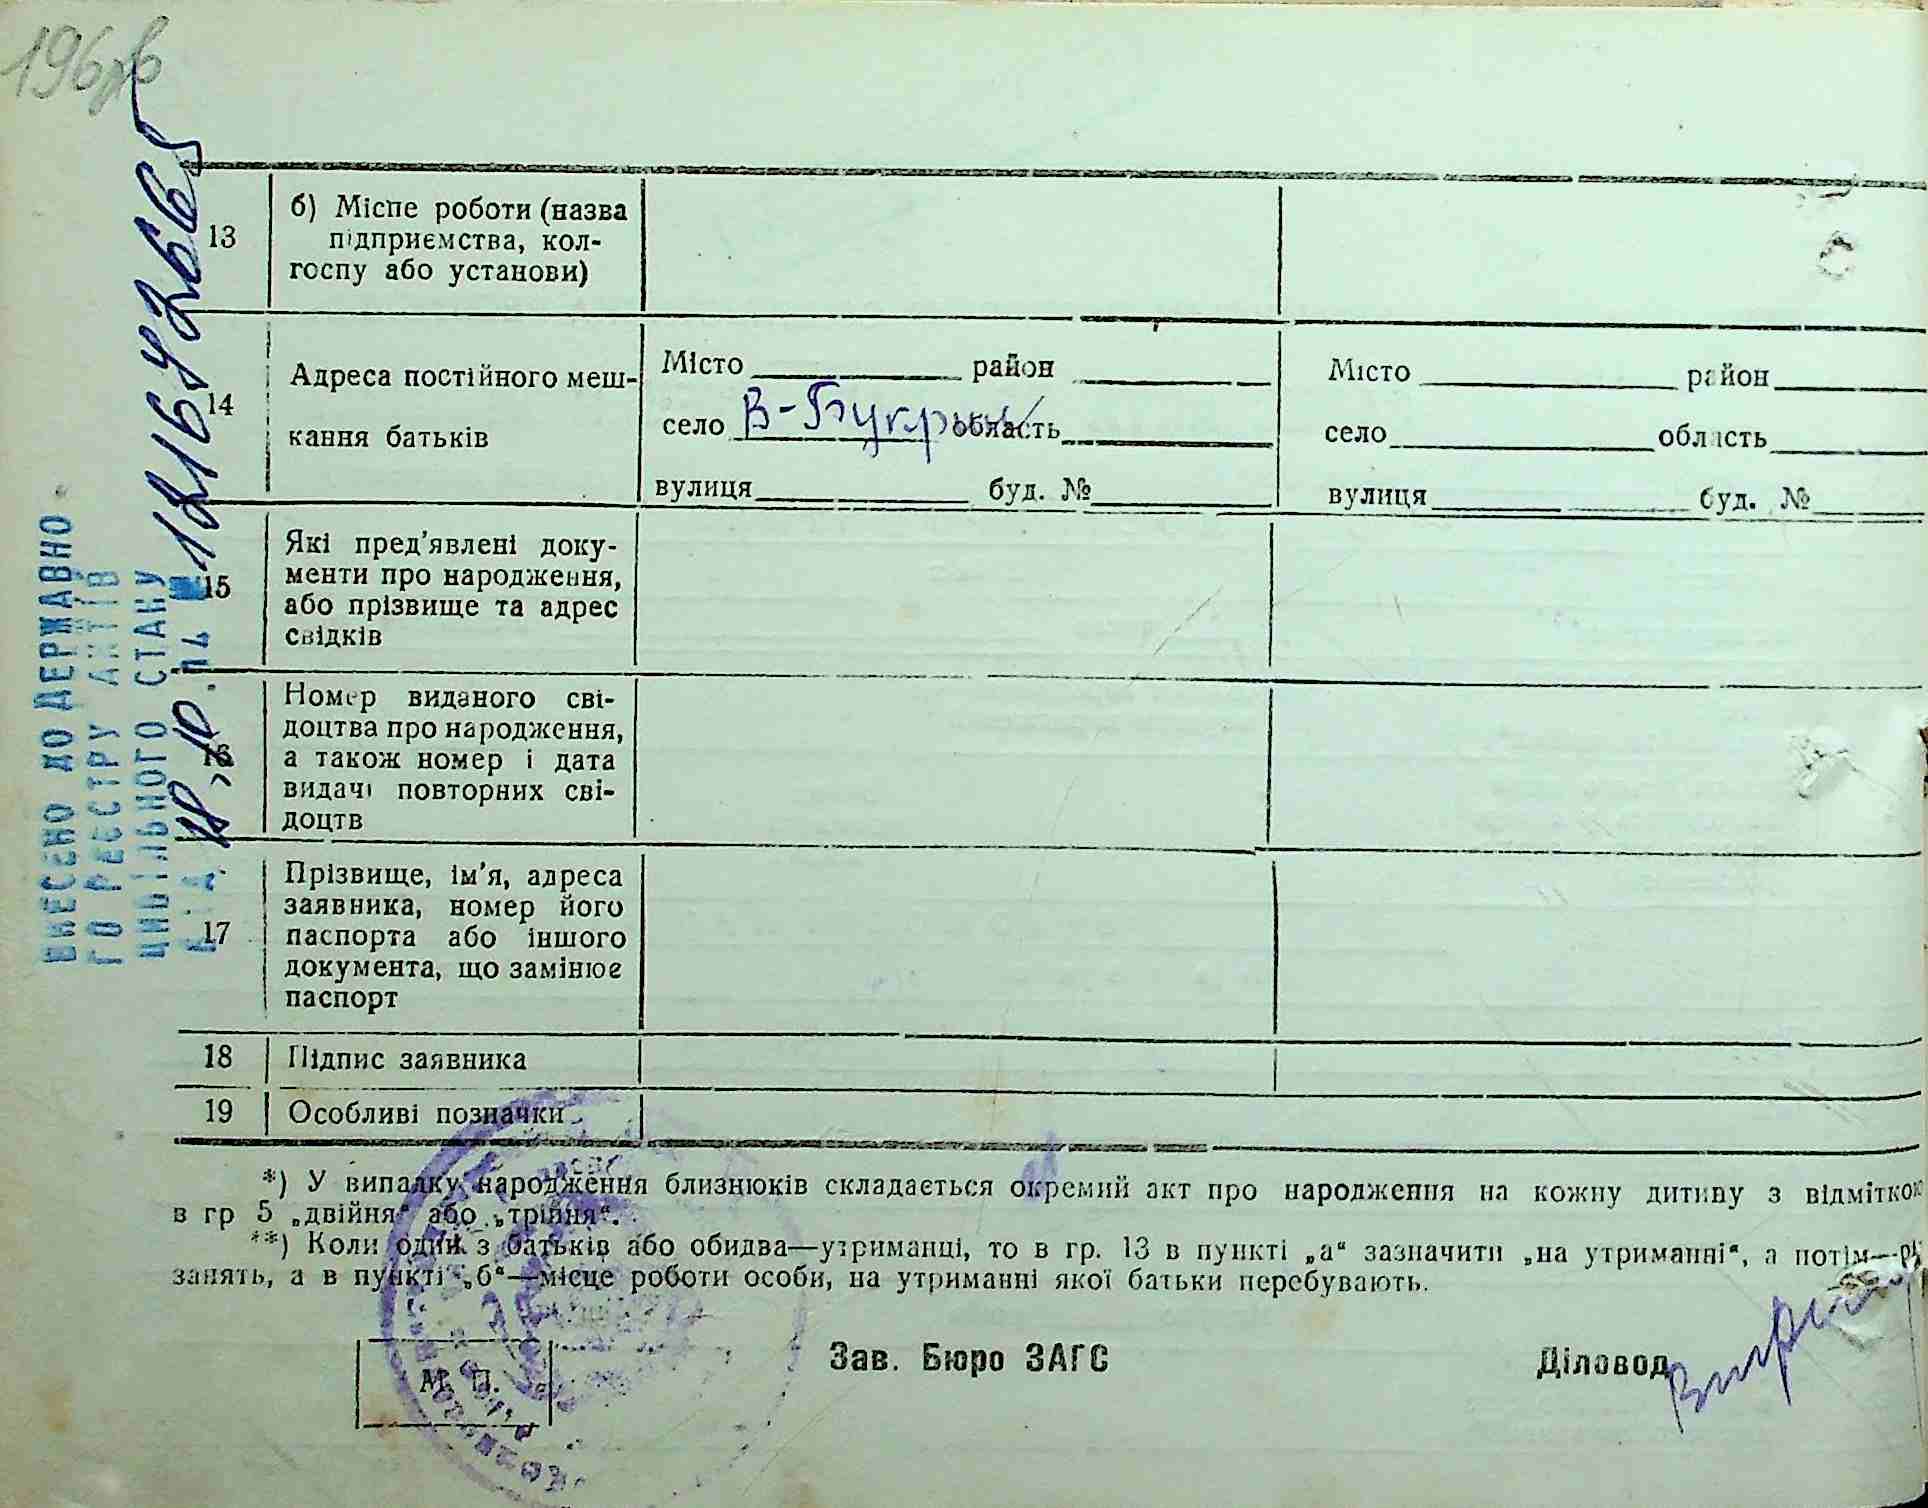 196зв
13
б) Місце роботи (назва
підприємства, кол-
госпу або установи)
14
Адреса постійного меш-
кання батьків
Місто район
село В-Букрин область
вулиця буд. №
Місто район
село область
вулиця буд. №
15
Які пред'явлені доку-
менти про народження,
або прізвище та адрес
свідків
16
Номер виданого сві-
доцтва про народження,
а також номер і дата
видачі повторних сві-
доцтв
17
Прізвище, ім'я, адреса
заявника, номер його
паспорта або іншого
документа, що замінює
паспорт
18 Підпис заявника
19 Особливі позначки
*) У випадку народження близнюків складається окремий акт про народження на кожну дитину з відміткою
в гр 5 „двійня“ або „трійня“.
**) Коли один з батьків або обидва—утриманці, то в гр. 13 в пункті „а“ зазначити „на утриманні“, а потім—
занять, а в пункті „б“—місце роботи особи, на утриманні якої батьки перебувають.
М. П.
Зав. Бюро ЗАГС
Діловод
ВНЕСЕНО ДО ДЕРЖАВНО
ГО РЕЄСТРУ АКТІВ
ЦИВІЛЬНОГО СТАНУ